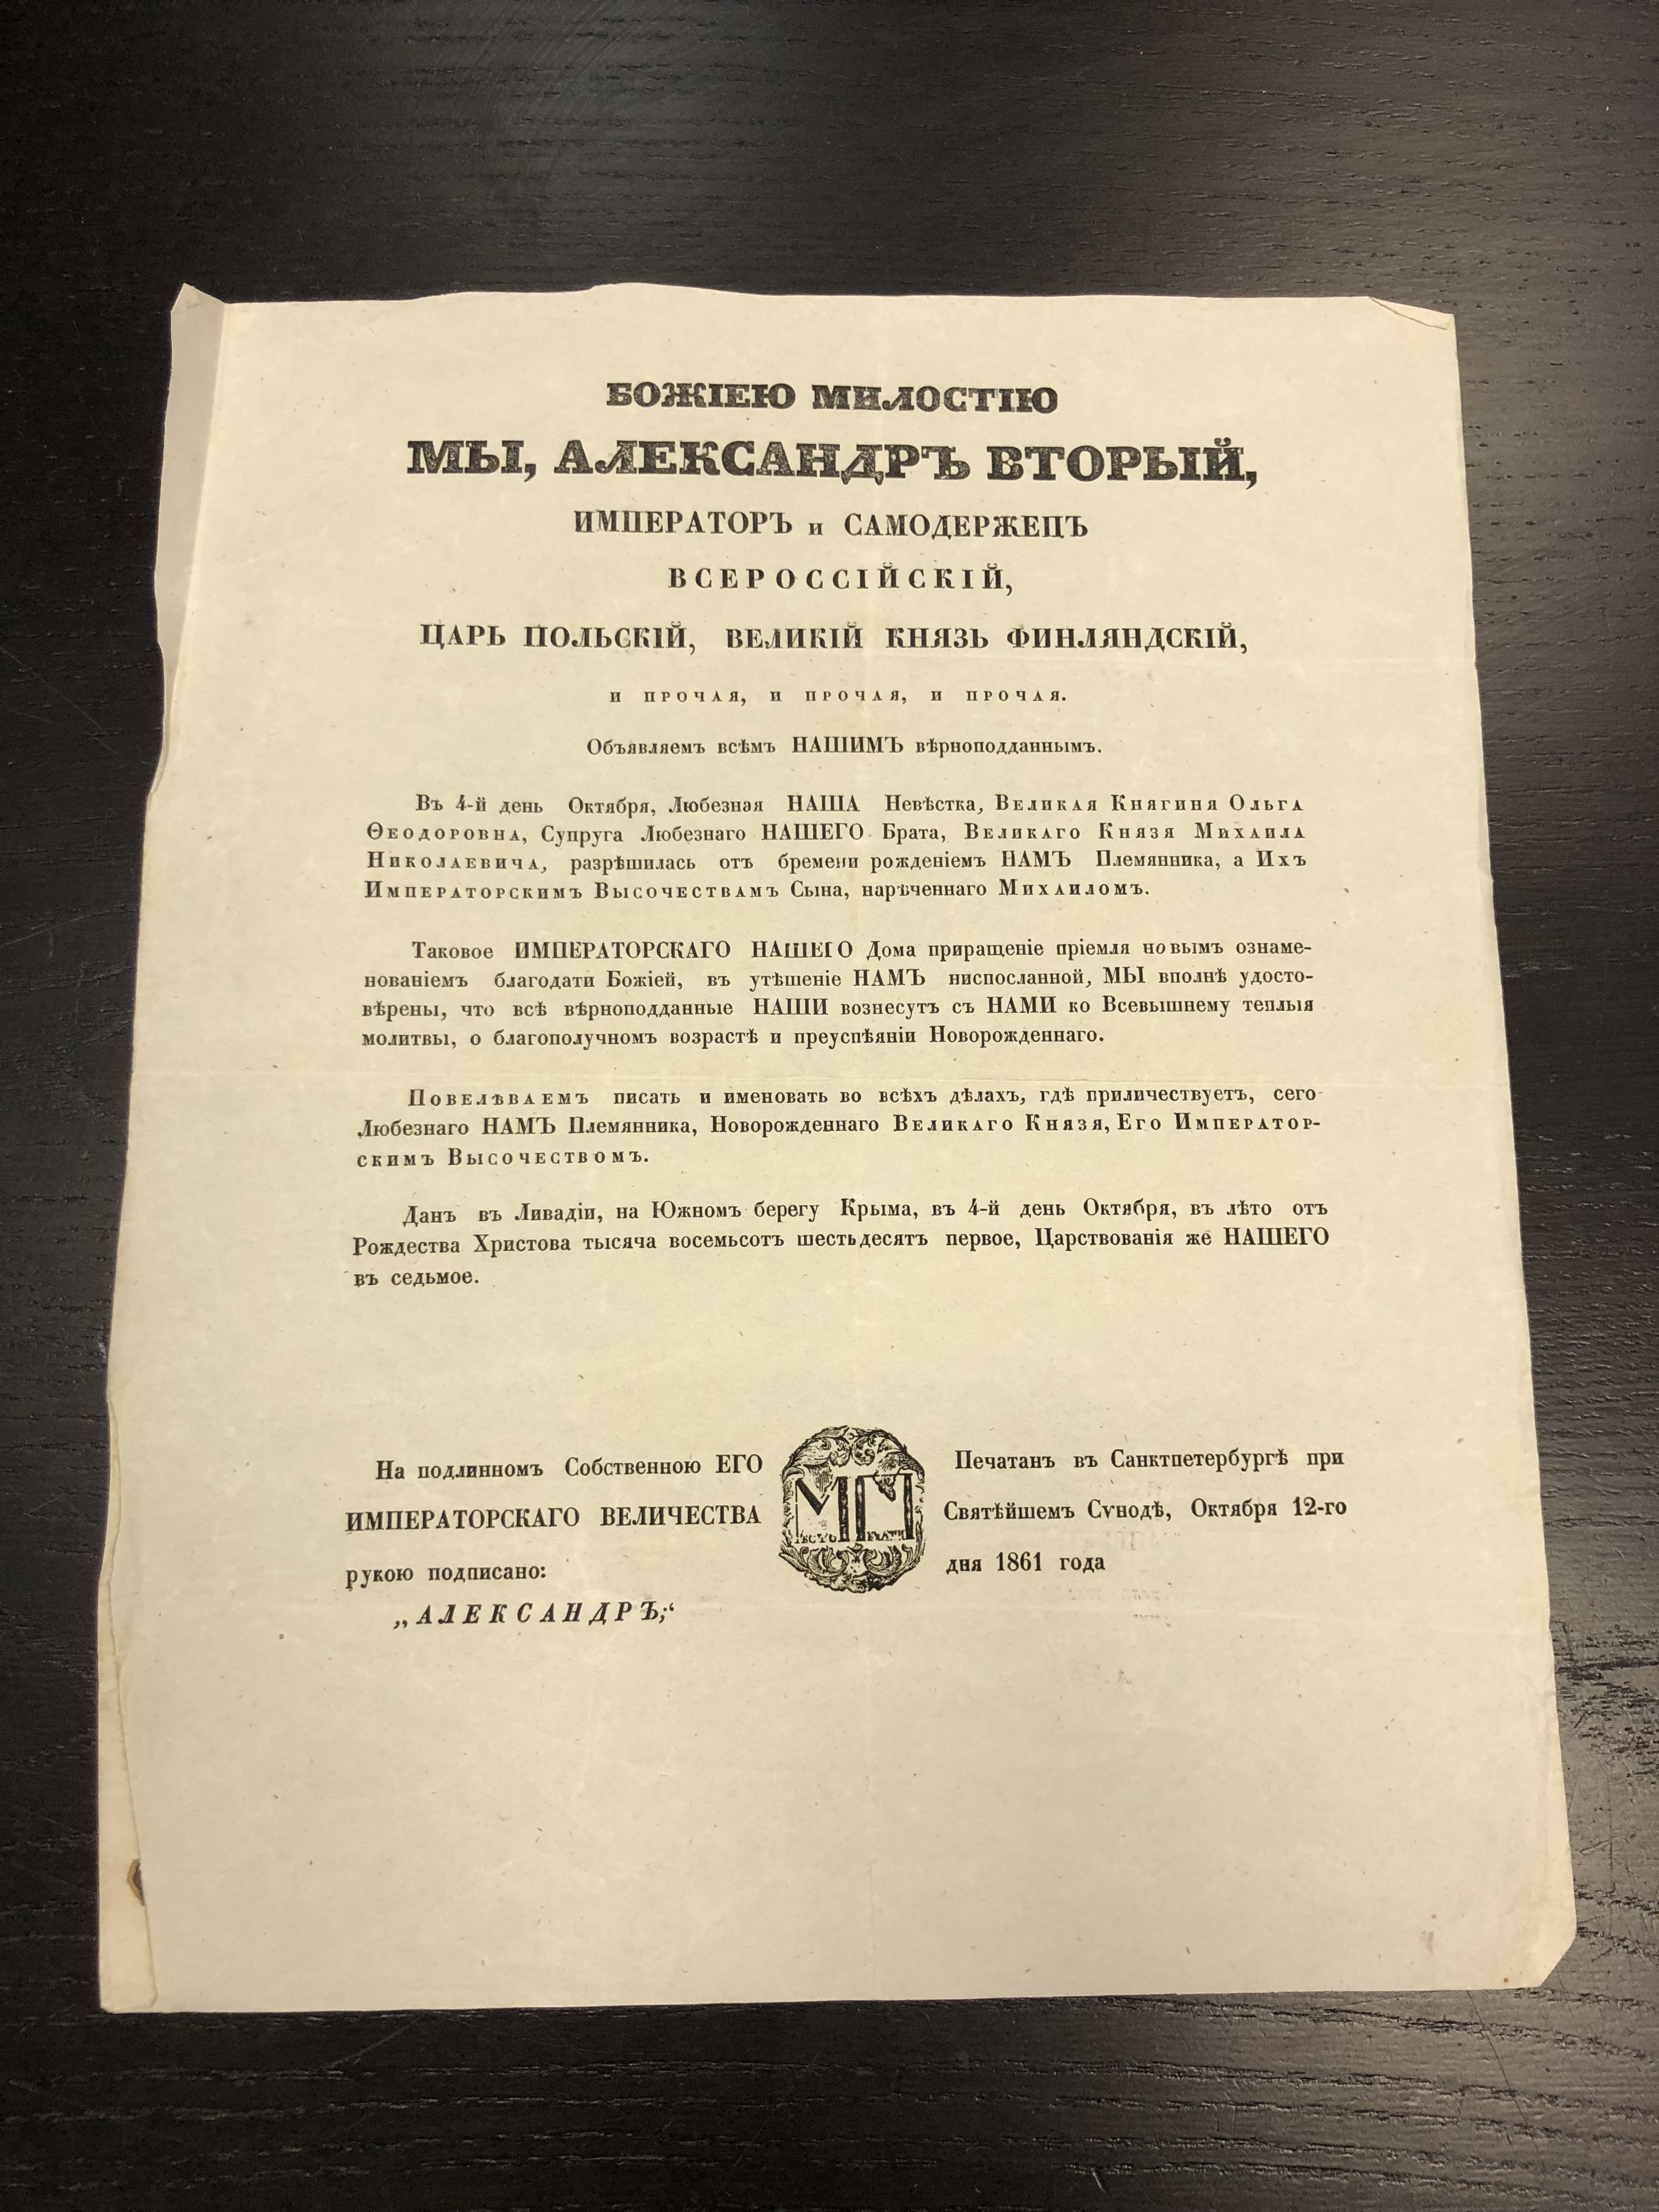 БОЖІЕЮ МИЛОСТІЮ
МЫ, АЛЕКСАНДРЪ ВТОРЫЙ,
ИМПЕРАТОРЪ и САМОДЕРЖЕЦЪ
ВСЕРОССІЙСКІЙ,
ЦАРЬ ПОЛЬСКІЙ, ВЕЛИКІЙ КНЯЗЬ ФИНЛЯНДСКІЙ,
И ПРОЧАЯ, И ПРОЧАЯ, И ПРОЧАЯ.
Объявляемъ всѣмъ НАШИМЪ вѣрноподданнымъ.
Въ 4-й день Октября, Любезная НАША Невѣстка, Великая Княгиня Ольга
Ѳеодоровна, Супруга Любезнаго НАШЕГО Брата, Великаго Князя Михаила
Николаевича, разрѣшилась отъ бремени рожденіемъ НАМЪ Племянника, а Ихъ
Императорскимъ Высочествамъ Сына, нарѣченнаго Михаиломъ.
Таковое ИМПЕРАТОРСКАГО НАШЕГО Дома приращеніе пріемля новымъ ознаме-
нованіемъ благодати Божіей, въ утѣшеніе НАМЪ ниспосланной, МЫ вполнѣ удосто-
вѣрены, что всѣ вѣрноподданные НАШИ вознесутъ съ НАМИ ко Всевышнему теплыя
молитвы, о благополучномъ возрастѣ и преуспѣяніи Новорожденнаго.
Повелѣваемъ писать и именовать во всѣхъ дѣлахъ, гдѣ приличествуетъ, сего
Любезнаго НАМЪ Племянника, Новорожденнаго Великаго Князя, Его Император-
скимъ Высочествомъ.
Данъ въ Ливадіи, на Южномъ берегу Крыма, въ 4-й день Октября, въ лѣто отъ
Рождества Христова тысяча восемьсотъ шестьдесятъ первое, Царствованія же НАШЕГО
въ седьмое.
На подлинномъ Собственною ЕГО
ИМПЕРАТОРСКАГО ВЕЛИЧЕСТВА
рукою подписано:
„АЛЕКСАНДРЪ;“
МП
МѢСТО ПЕЧАТИ
Печатанъ въ Санктпетербургѣ при
Святѣйшемъ Сѵнодѣ, Октября 12-го
дня 1861 года